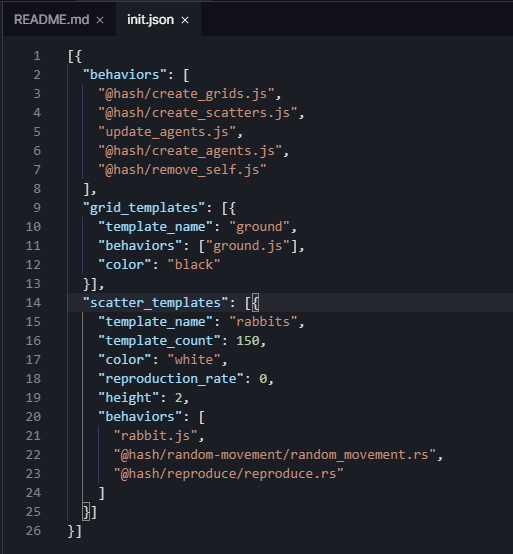 README.md × init.json ×
1 [{
2 "behaviors": [
3 "@hash/create_grids.js",
4 "@hash/create_scatters.js",
5 "update_agents.js",
6 "@hash/create_agents.js",
7 "@hash/remove_self.js"
8 ],
9 "grid_templates": [{
10 "template_name": "ground",
11 "behaviors": ["ground.js"],
12 "color": "black"
13 }],
14 "scatter_templates": [{
15 "template_name": "rabbits",
16 "template_count": 150,
17 "color": "white",
18 "reproduction_rate": 0,
19 "height": 2,
20 "behaviors": [
21 "rabbit.js",
22 "@hash/random-movement/random_movement.rs",
23 "@hash/reproduce/reproduce.rs"
24 ]
25 }]
26 }]